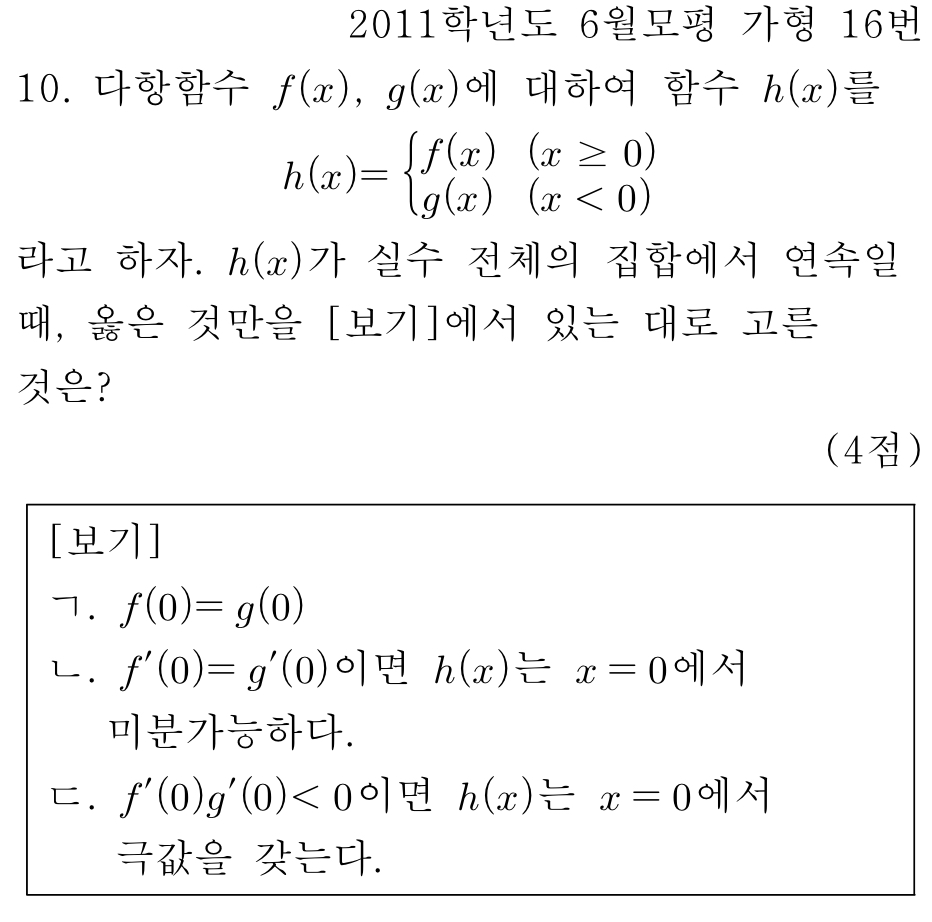 2011학년도 6월모평 가형 16번
10. 다항함수 f(x), g(x)에 대하여 함수 h(x)를
h(x)= { f(x) (x ≥ 0)
g(x) (x < 0)
라고 하자. h(x)가 실수 전체의 집합에서 연속일
때, 옳은 것만을 [보기]에서 있는 대로 고른
것은?
(4점)
[보기]
ㄱ. f(0)= g(0)
ㄴ. f′(0)= g′(0)이면 h(x)는 x = 0에서
미분가능하다.
ㄷ. f′(0)g′(0)< 0이면 h(x)는 x = 0에서
극값을 갖는다.